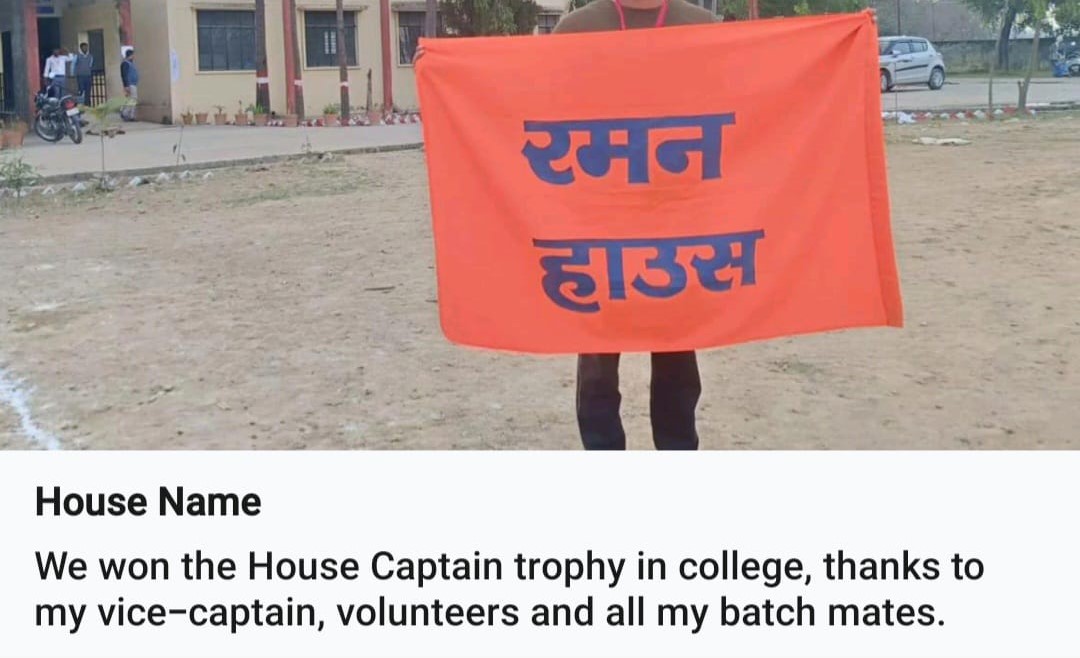 रमन
हाउस
House Name
We won the House Captain trophy in college, thanks to
my vice-captain, volunteers and all my batch mates.